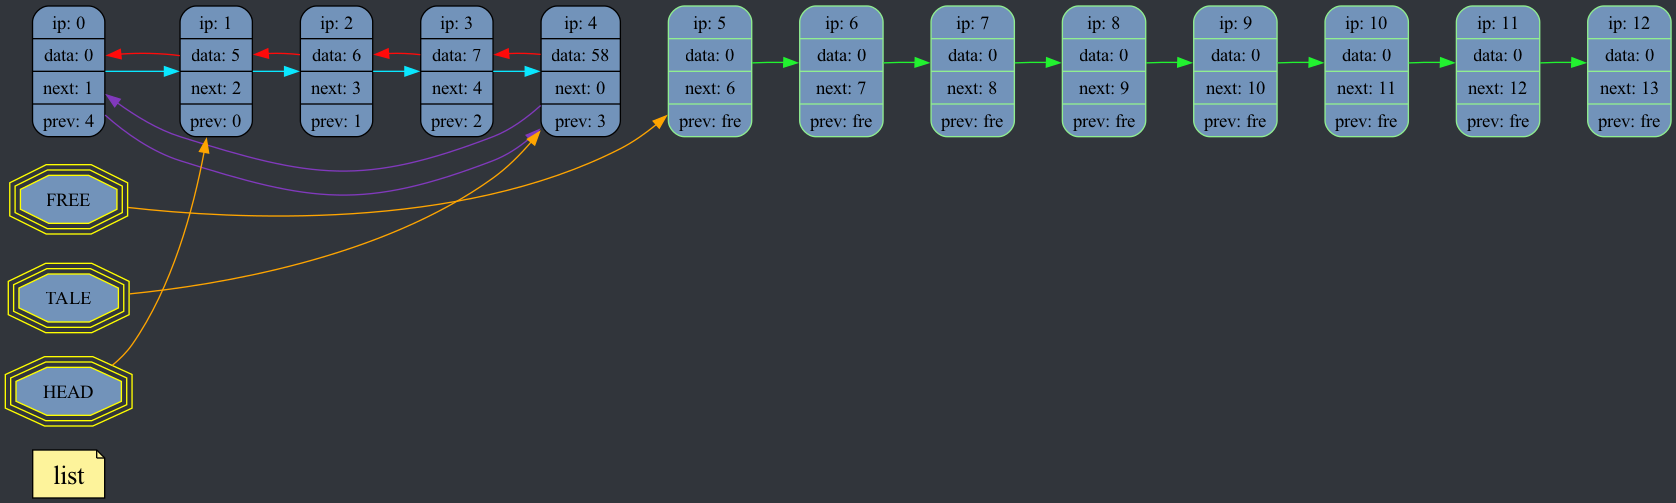 ip: 0
data: 0
next: 1
prev: 4
ip: 1
data: 5
next: 2
prev: 0
ip: 2
data: 6
next: 3
prev: 1
ip: 3
data: 7
next: 4
prev: 2
ip: 4
data: 58
next: 0
prev: 3
ip: 5
data: 0
next: 6
prev: fre
ip: 6
data: 0
next: 7
prev: fre
ip: 7
data: 0
next: 8
prev: fre
ip: 8
data: 0
next: 9
prev: fre
ip: 9
data: 0
next: 10
prev: fre
ip: 10
data: 0
next: 11
prev: fre
ip: 11
data: 0
next: 12
prev: fre
ip: 12
data: 0
next: 13
prev: fre
FREE
TALE
HEAD
list